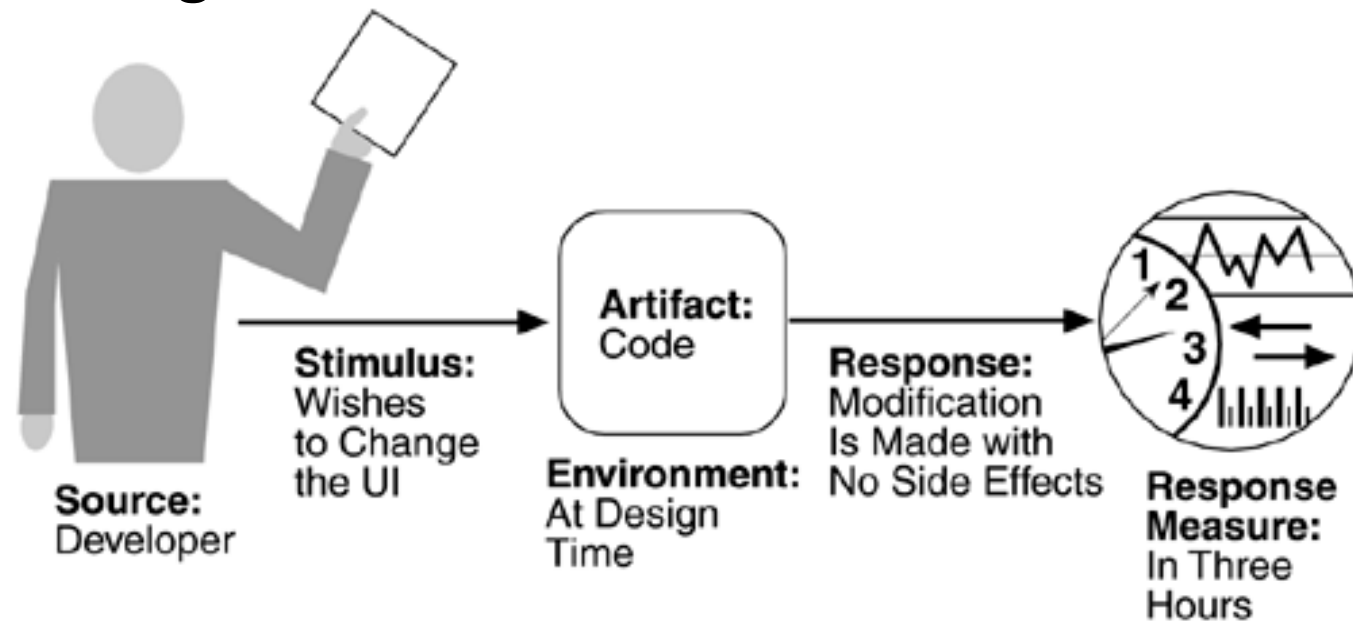 Source:
Developer
Stimulus:
Wishes
to Change
the UI
Artifact:
Code
Environment:
At Design
Time
Response:
Modification
Is Made with
No Side Effects
1
2
3
4
Response
Measure:
In Three
Hours